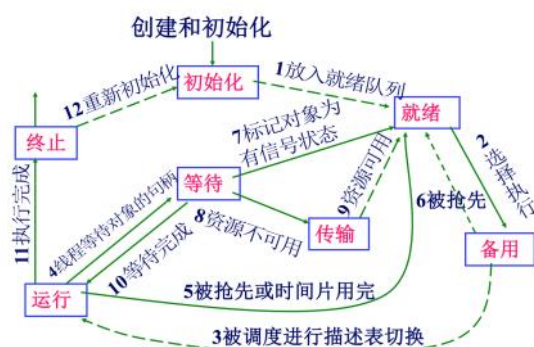 创建和初始化
初始化
12重新初始化
1放入就绪队列
就绪
终止
7标记对象为
有信号状态
2选择执行
等待
11执行完成
4线程等待对象的句柄
8资源不可用
9资源可用
6被抢先
传输
备用
10等待完成
运行
5被抢先或时间片用完
3被调度进行描述表切换